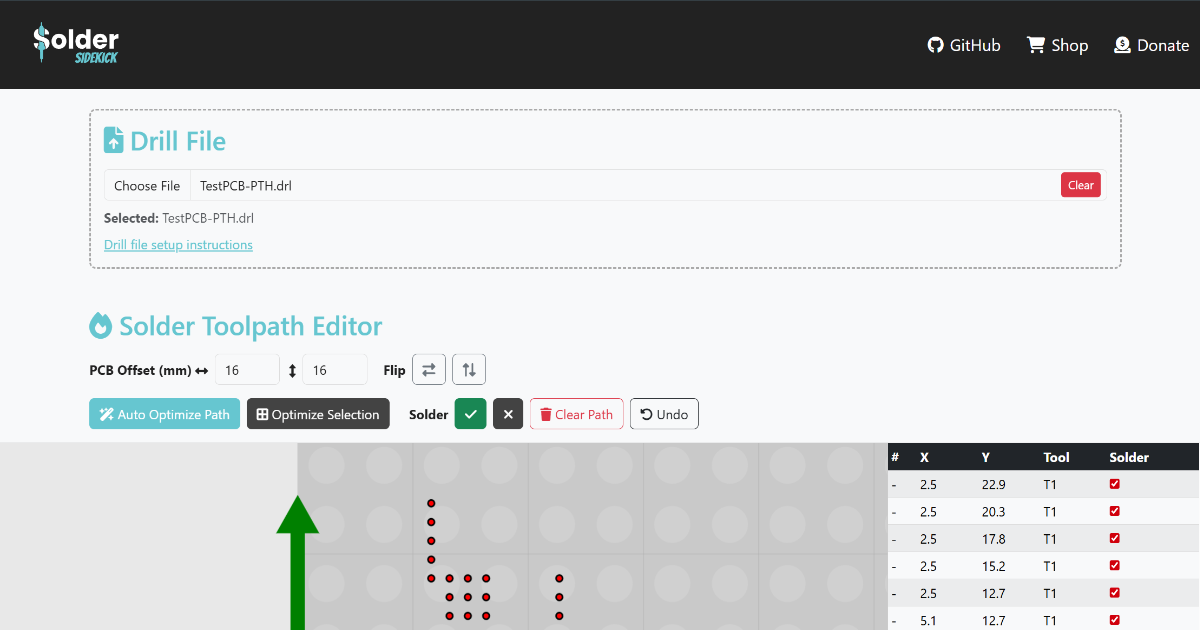 Solder
SIDEKICK
GitHub Shop Donate
Drill File
Choose File TestPCB-PTH.drl Clear
Selected: TestPCB-PTH.drl
Drill file setup instructions
Solder Toolpath Editor
PCB Offset (mm) 16 16 Flip
Auto Optimize Path Optimize Selection Solder Clear Path Undo
# X Y Tool Solder
- 2.5 22.9 T1
- 2.5 20.3 T1
- 2.5 17.8 T1
- 2.5 15.2 T1
- 2.5 12.7 T1
- 5.1 12.7 T1